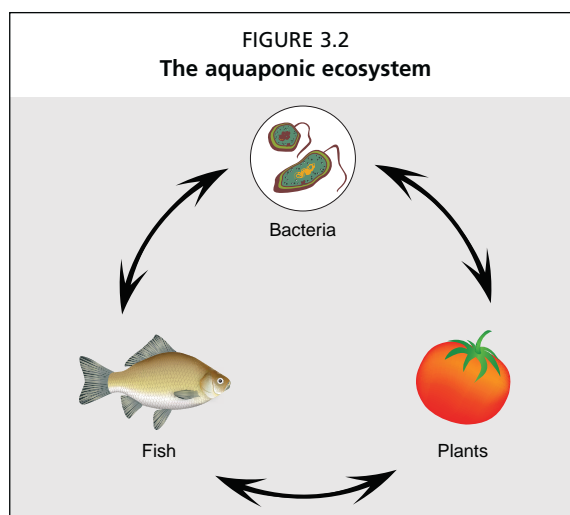 FIGURE 3.2
The aquaponic ecosystem
Bacteria
Fish
Plants